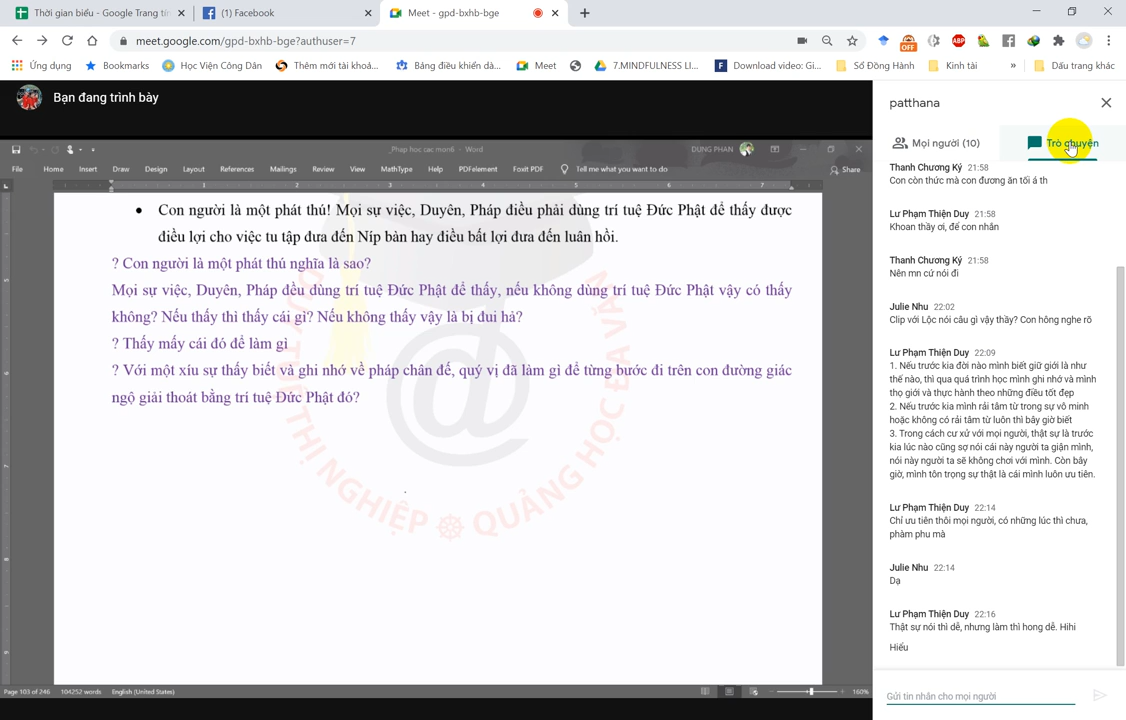 Thời gian biểu - Google Trang tín
(1) Facebook
Meet - gpd-bxhb-bge
meet.google.com/gpd-bxhb-bge?authuser=7
OFF
ABP
Ứng dụng
Bookmarks
Học Viện Công Dân
Thêm mới tài khoả...
Bảng điều khiển dà...
Meet
7.MINDFULNESS LI...
Download video: Gi...
Sổ Đồng Hành
Kinh tài
»
Dấu trang khác
Bạn đang trình bày
_Phap hoc cac mon6 - Word
DUNG PHAN
File Home Insert Draw Design Layout References Mailings Review View MathType Help PDFelement Foxit PDF Tell me what you want to do
Share
1 2 3 4 5 6 7
• Con người là một phát thú! Mọi sự việc, Duyên, Pháp điều phải dùng trí tuệ Đức Phật để thấy được
điều lợi cho việc tu tập đưa đến Níp bàn hay điều bất lợi đưa đến luân hồi.
? Con người là một phát thú nghĩa là sao?
Mọi sự việc, Duyên, Pháp đều dùng trí tuệ Đức Phật để thấy, nếu không dùng trí tuệ Đức Phật vậy có thấy
không? Nếu thấy thì thấy cái gì? Nếu không thấy vậy là bị đui hả?
? Thấy mấy cái đó để làm gì
? Với một xíu sự thấy biết và ghi nhớ về pháp chân đế, quý vị đã làm gì để từng bước đi trên con đường giác
ngộ giải thoát bằng trí tuệ Đức Phật đó?
THỊ NGHIỆP
QUẢNG HỌC ĐA VĂN
Page 103 of 246
104252 words
English (United States)
160%
patthana
Mọi người (10)
Trò chuyện
Thanh Chương Ký 21:58
Con còn thức mà con đương ăn tối á th
Lư Phạm Thiện Duy 21:58
Khoan thầy ơi, để con nhẩn
Thanh Chương Ký 21:58
Nên mn cứ nói đi
Julie Nhu 22:02
Clip với Lộc nói câu gì vậy thầy? Con hông nghe rõ
Lư Phạm Thiện Duy 22:09
1. Nếu trước kia đời nào mình biết giữ giới là như
thế nào, thì qua quá trình học mình ghi nhớ và mình
thọ giới và thực hành theo những điều tốt đẹp
2. Nếu trước kia mình rải tâm từ trong sự vô minh
hoặc không có rải tâm từ luôn thì bây giờ biết
3. Trong cách cư xử với mọi người, thật sự là trước
kia lúc nào cũng sợ nói cái này người ta giận mình,
nói này người ta sẽ không chơi với mình. Còn bây
giờ, mình tôn trọng sự thật là cái mình luôn ưu tiên.
Lư Phạm Thiện Duy 22:14
Chỉ ưu tiên thôi mọi người, có những lúc thì chưa,
phàm phu mà
Julie Nhu 22:14
Dạ
Lư Phạm Thiện Duy 22:16
Thật sự nói thì dễ, nhưng làm thì hong dễ. Hihi
Hiểu
Gửi tin nhắn cho mọi người